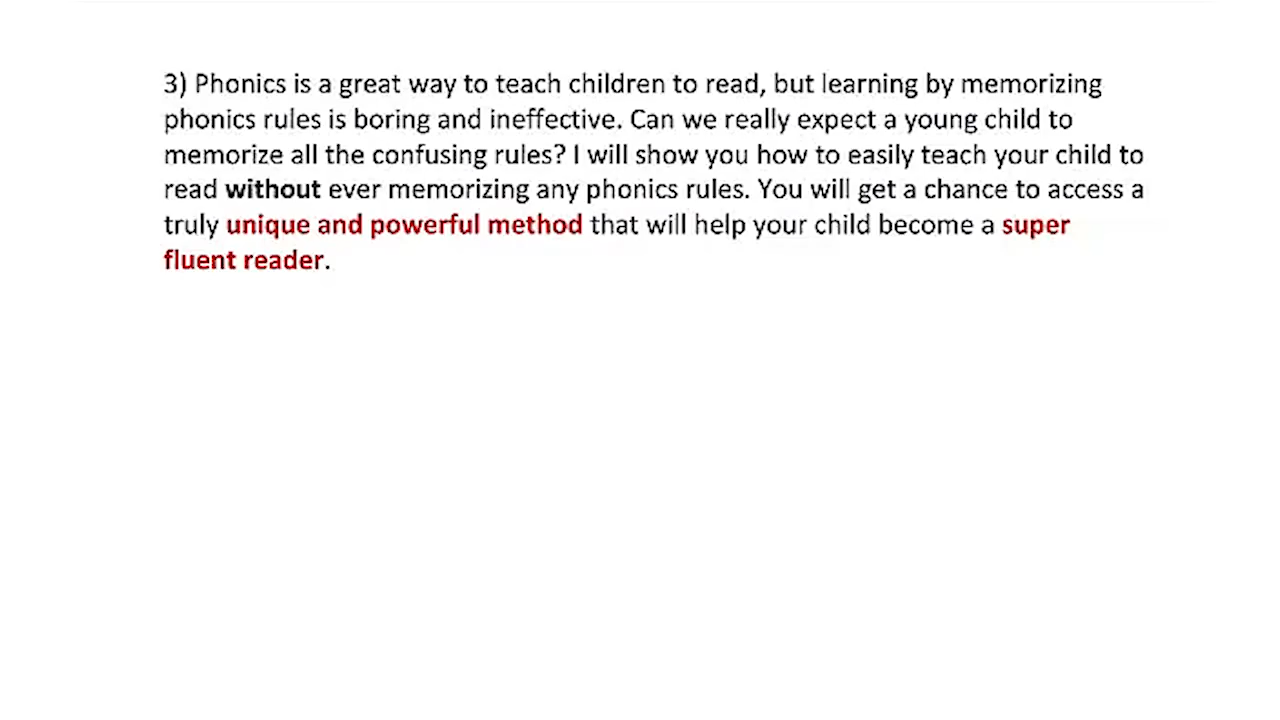 3) Phonics is a great way to teach children to read, but learning by memorizing
phonics rules is boring and ineffective. Can we really expect a young child to
memorize all the confusing rules? I will show you how to easily teach your child to
read without ever memorizing any phonics rules. You will get a chance to access a
truly unique and powerful method that will help your child become a super
fluent reader.